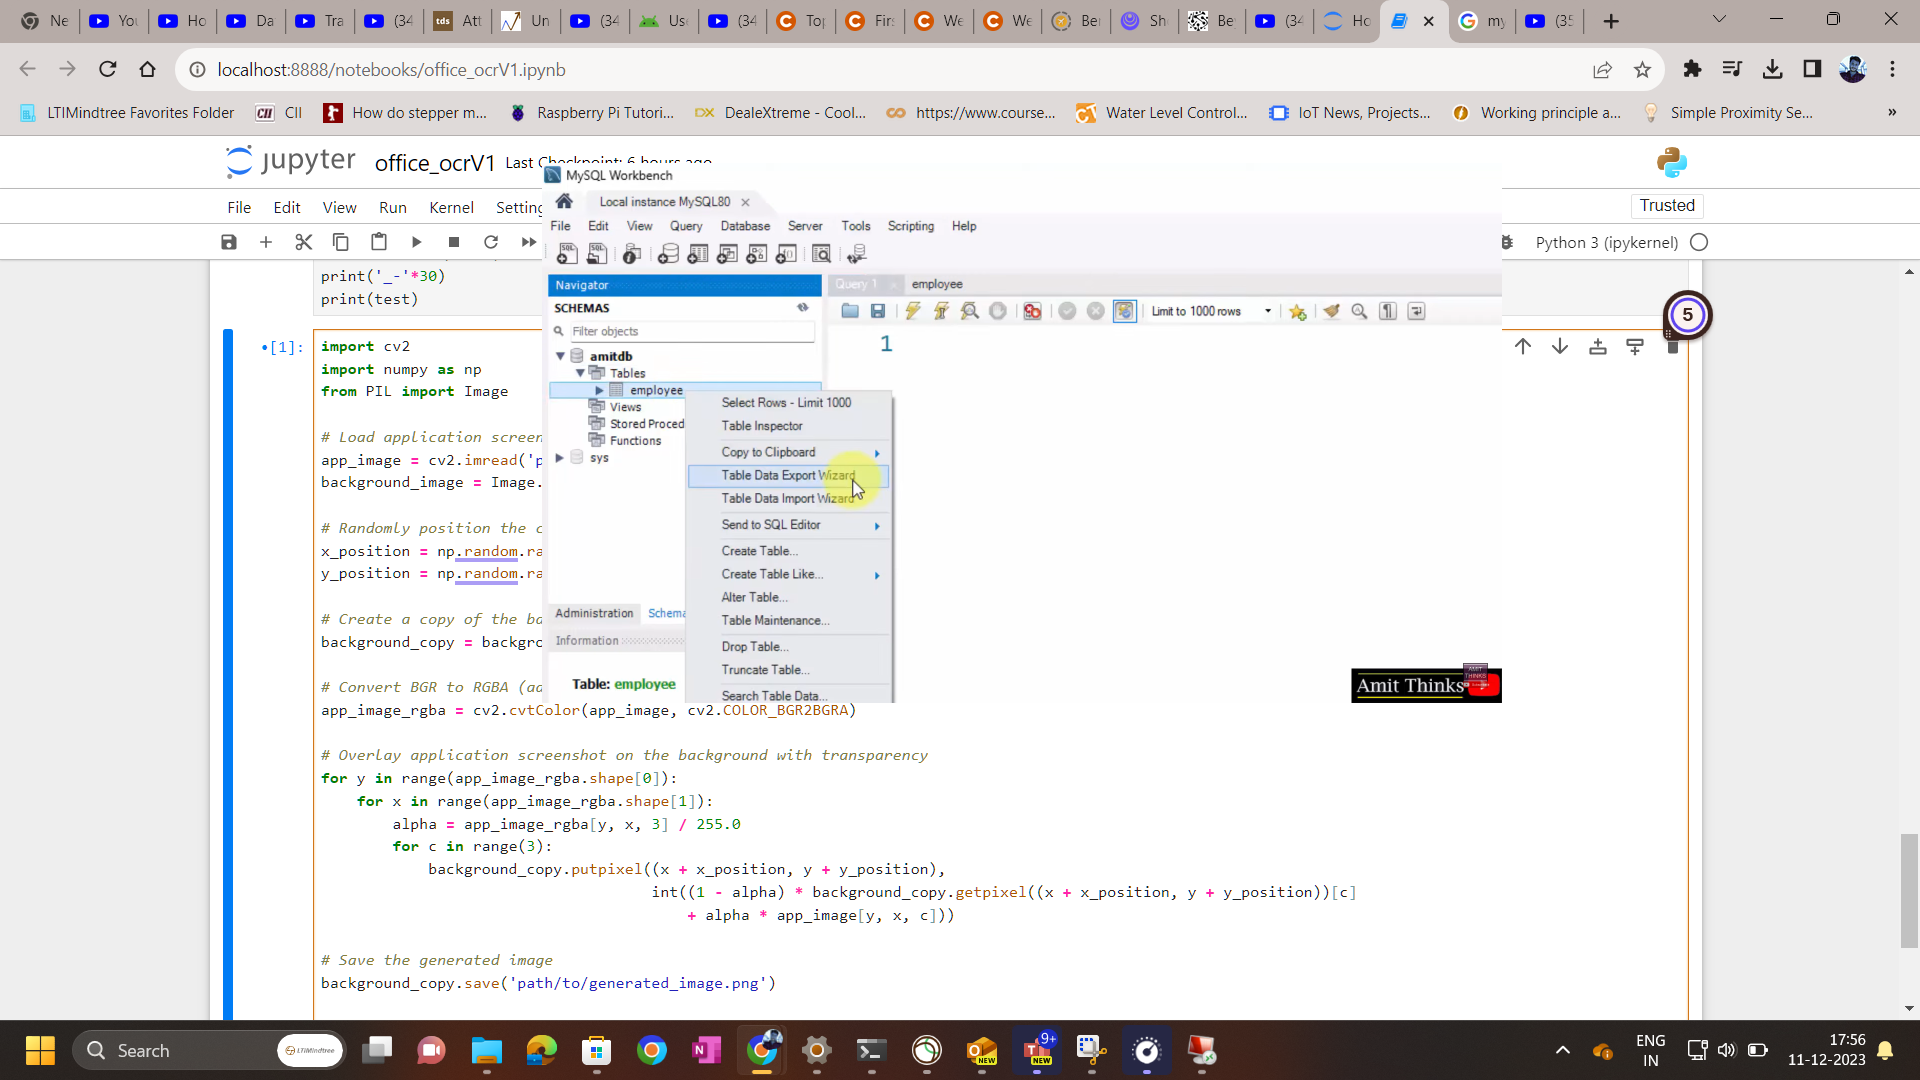 Ne
You
Ho
Da
Tra
(34
Att
Un
(34
Us
(34
Top
Firs
We
We
Ber
Sh
Be
(34
Ho
my
(35
localhost:8888/notebooks/office_ocrV1.ipynb
LTIMindtree Favorites Folder
CII
How do stepper m...
Raspberry Pi Tutori...
DealeXtreme - Cool...
https://www.course...
Water Level Control...
IoT News, Projects...
Working principle a...
Simple Proximity Se...
»
jupyter office_ocrV1 Last Checkpoint: 6 hours ago
File Edit View Run Kernel Setting
Trusted
Python 3 (ipykernel)
print('_-'*30)
print(test)
5
•[1]:
import cv2
import numpy as np
from PIL import Image
# Load application screen
app_image = cv2.imread('p
background_image = Image.
# Randomly position the c
x_position = np.random.ra
y_position = np.random.ra
# Create a copy of the ba
background_copy = backgro
# Convert BGR to RGBA (ad
app_image_rgba = cv2.cvtColor(app_image, cv2.COLOR_BGR2BGRA)
# Overlay application screenshot on the background with transparency
for y in range(app_image_rgba.shape[0]):
for x in range(app_image_rgba.shape[1]):
alpha = app_image_rgba[y, x, 3] / 255.0
for c in range(3):
background_copy.putpixel((x + x_position, y + y_position),
int((1 - alpha) * background_copy.getpixel((x + x_position, y + y_position))[c]
+ alpha * app_image[y, x, c]))
# Save the generated image
background_copy.save('path/to/generated_image.png')
MySQL Workbench
Local instance MySQL80
File Edit View Query Database Server Tools Scripting Help
Navigator
SCHEMAS
Filter objects
amitdb
Tables
employee
Views
Stored Proced
Functions
sys
Administration Schema
Information
Table: employee
Query 1 employee
Limit to 1000 rows
1
Select Rows - Limit 1000
Table Inspector
Copy to Clipboard
Table Data Export Wizard
Table Data Import Wizard
Send to SQL Editor
Create Table...
Create Table Like...
Alter Table...
Table Maintenance...
Drop Table...
Truncate Table...
Search Table Data...
Amit Thinks
Search
LTIMindtree
NEW
9+
NEW
ENG
IN
17:56
11-12-2023